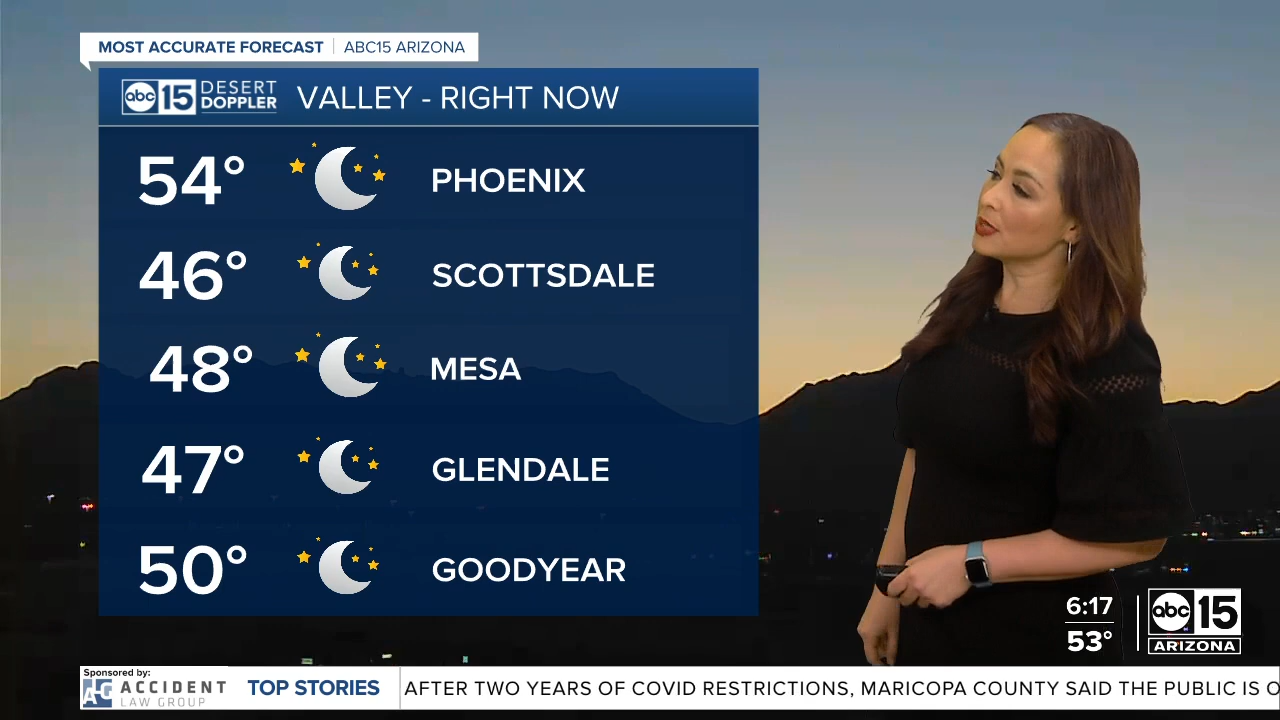 MOST ACCURATE FORECAST | ABC15 ARIZONA
abc 15 DESERT DOPPLER VALLEY - RIGHT NOW
54° PHOENIX
46° SCOTTSDALE
48° MESA
47° GLENDALE
50° GOODYEAR
6:17
53°
abc 15
ARIZONA
Sponsored by:
AG ACCIDENT
LAW GROUP
TOP STORIES
AFTER TWO YEARS OF COVID RESTRICTIONS, MARICOPA COUNTY SAID THE PUBLIC IS O